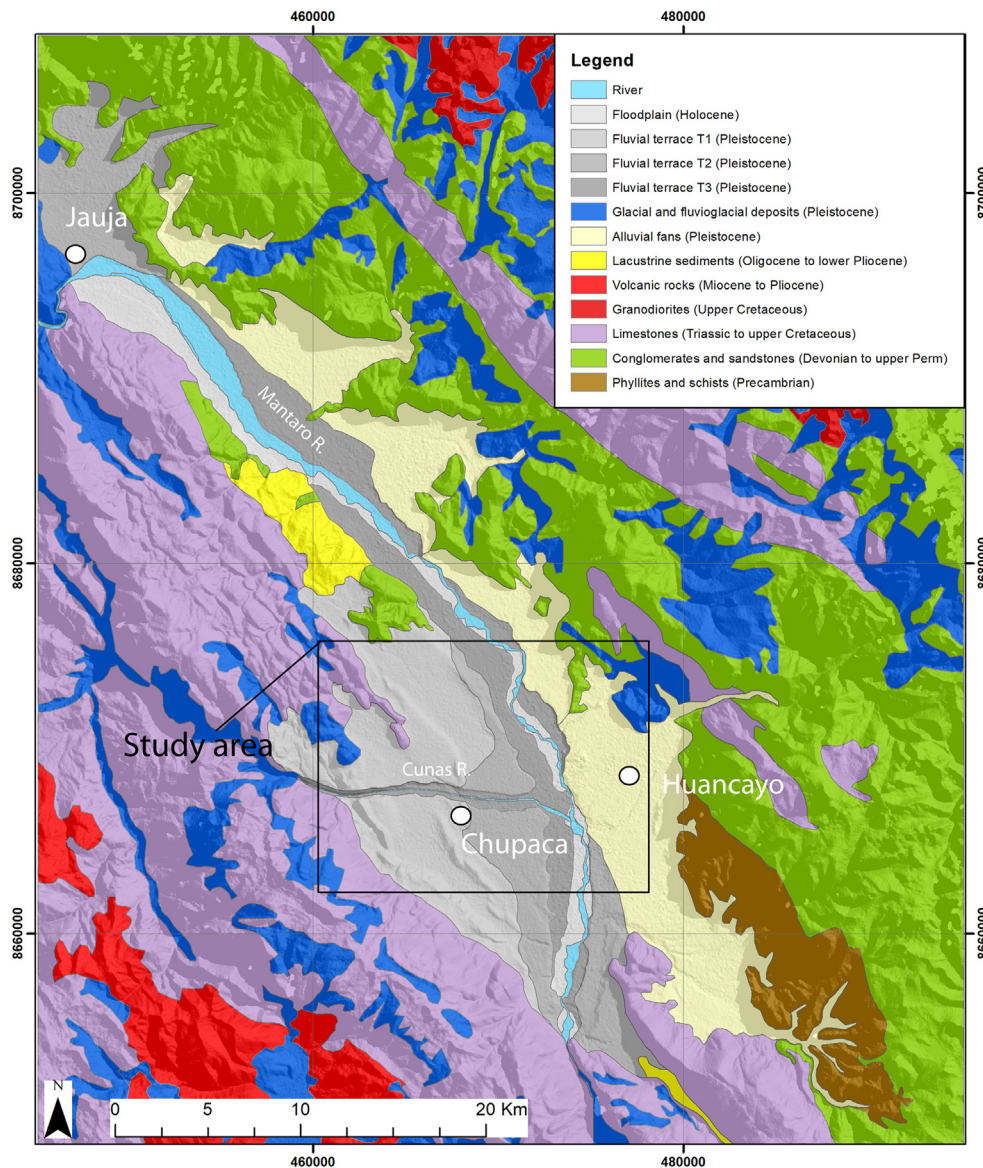 460000
480000
Legend
River
Floodplain (Holocene)
Fluvial terrace T1 (Pleistocene)
Fluvial terrace T2 (Pleistocene)
Fluvial terrace T3 (Pleistocene)
Glacial and fluvioglacial deposits (Pleistocene)
Alluvial fans (Pleistocene)
Lacustrine sediments (Oligocene to lower Pliocene)
Volcanic rocks (Miocene to Pliocene)
Granodiorites (Upper Cretaceous)
Limestones (Triassic to upper Cretaceous)
Conglomerates and sandstones (Devonian to upper Perm)
Phyllites and schists (Precambrian)
8700000
8700000
Jauja
Mantaro R.
8680000
8680000
Study area
Cunas R.
Huancayo
Chupaca
8660000
8660000
N
0 5 10 20 Km
460000
480000